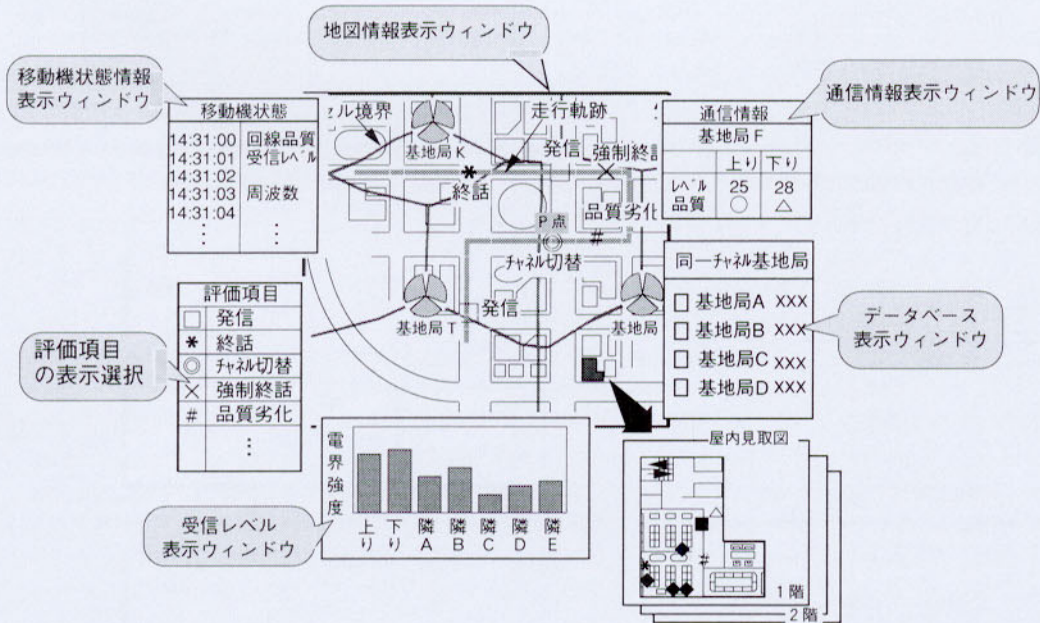 地図情報表示ウィンドウ
移動機状態情報
表示ウィンドウ
通信情報表示ウィンドウ
移動機状態
14:31:00 回線品質
14:31:01 受信レベル
14:31:02
14:31:03 周波数
14:31:04
セル境界
走行軌跡
基地局K
発信
強制終話
終話
品質劣化
#
P点
チャネル切替
発信
基地局T
基地局
通信情報
基地局F
上り 下り
レベル 25 28
品質 ○ △
同一チャネル基地局
基地局A XXX
基地局B XXX
基地局C XXX
基地局D XXX
データベース
表示ウィンドウ
評価項目
□ 発信
* 終話
◎ チャネル切替
× 強制終話
# 品質劣化
評価項目
の表示選択
電界強度
上り 下り 隣A 隣B 隣C 隣D 隣E
受信レベル
表示ウィンドウ
屋内見取図
#
1階
2階